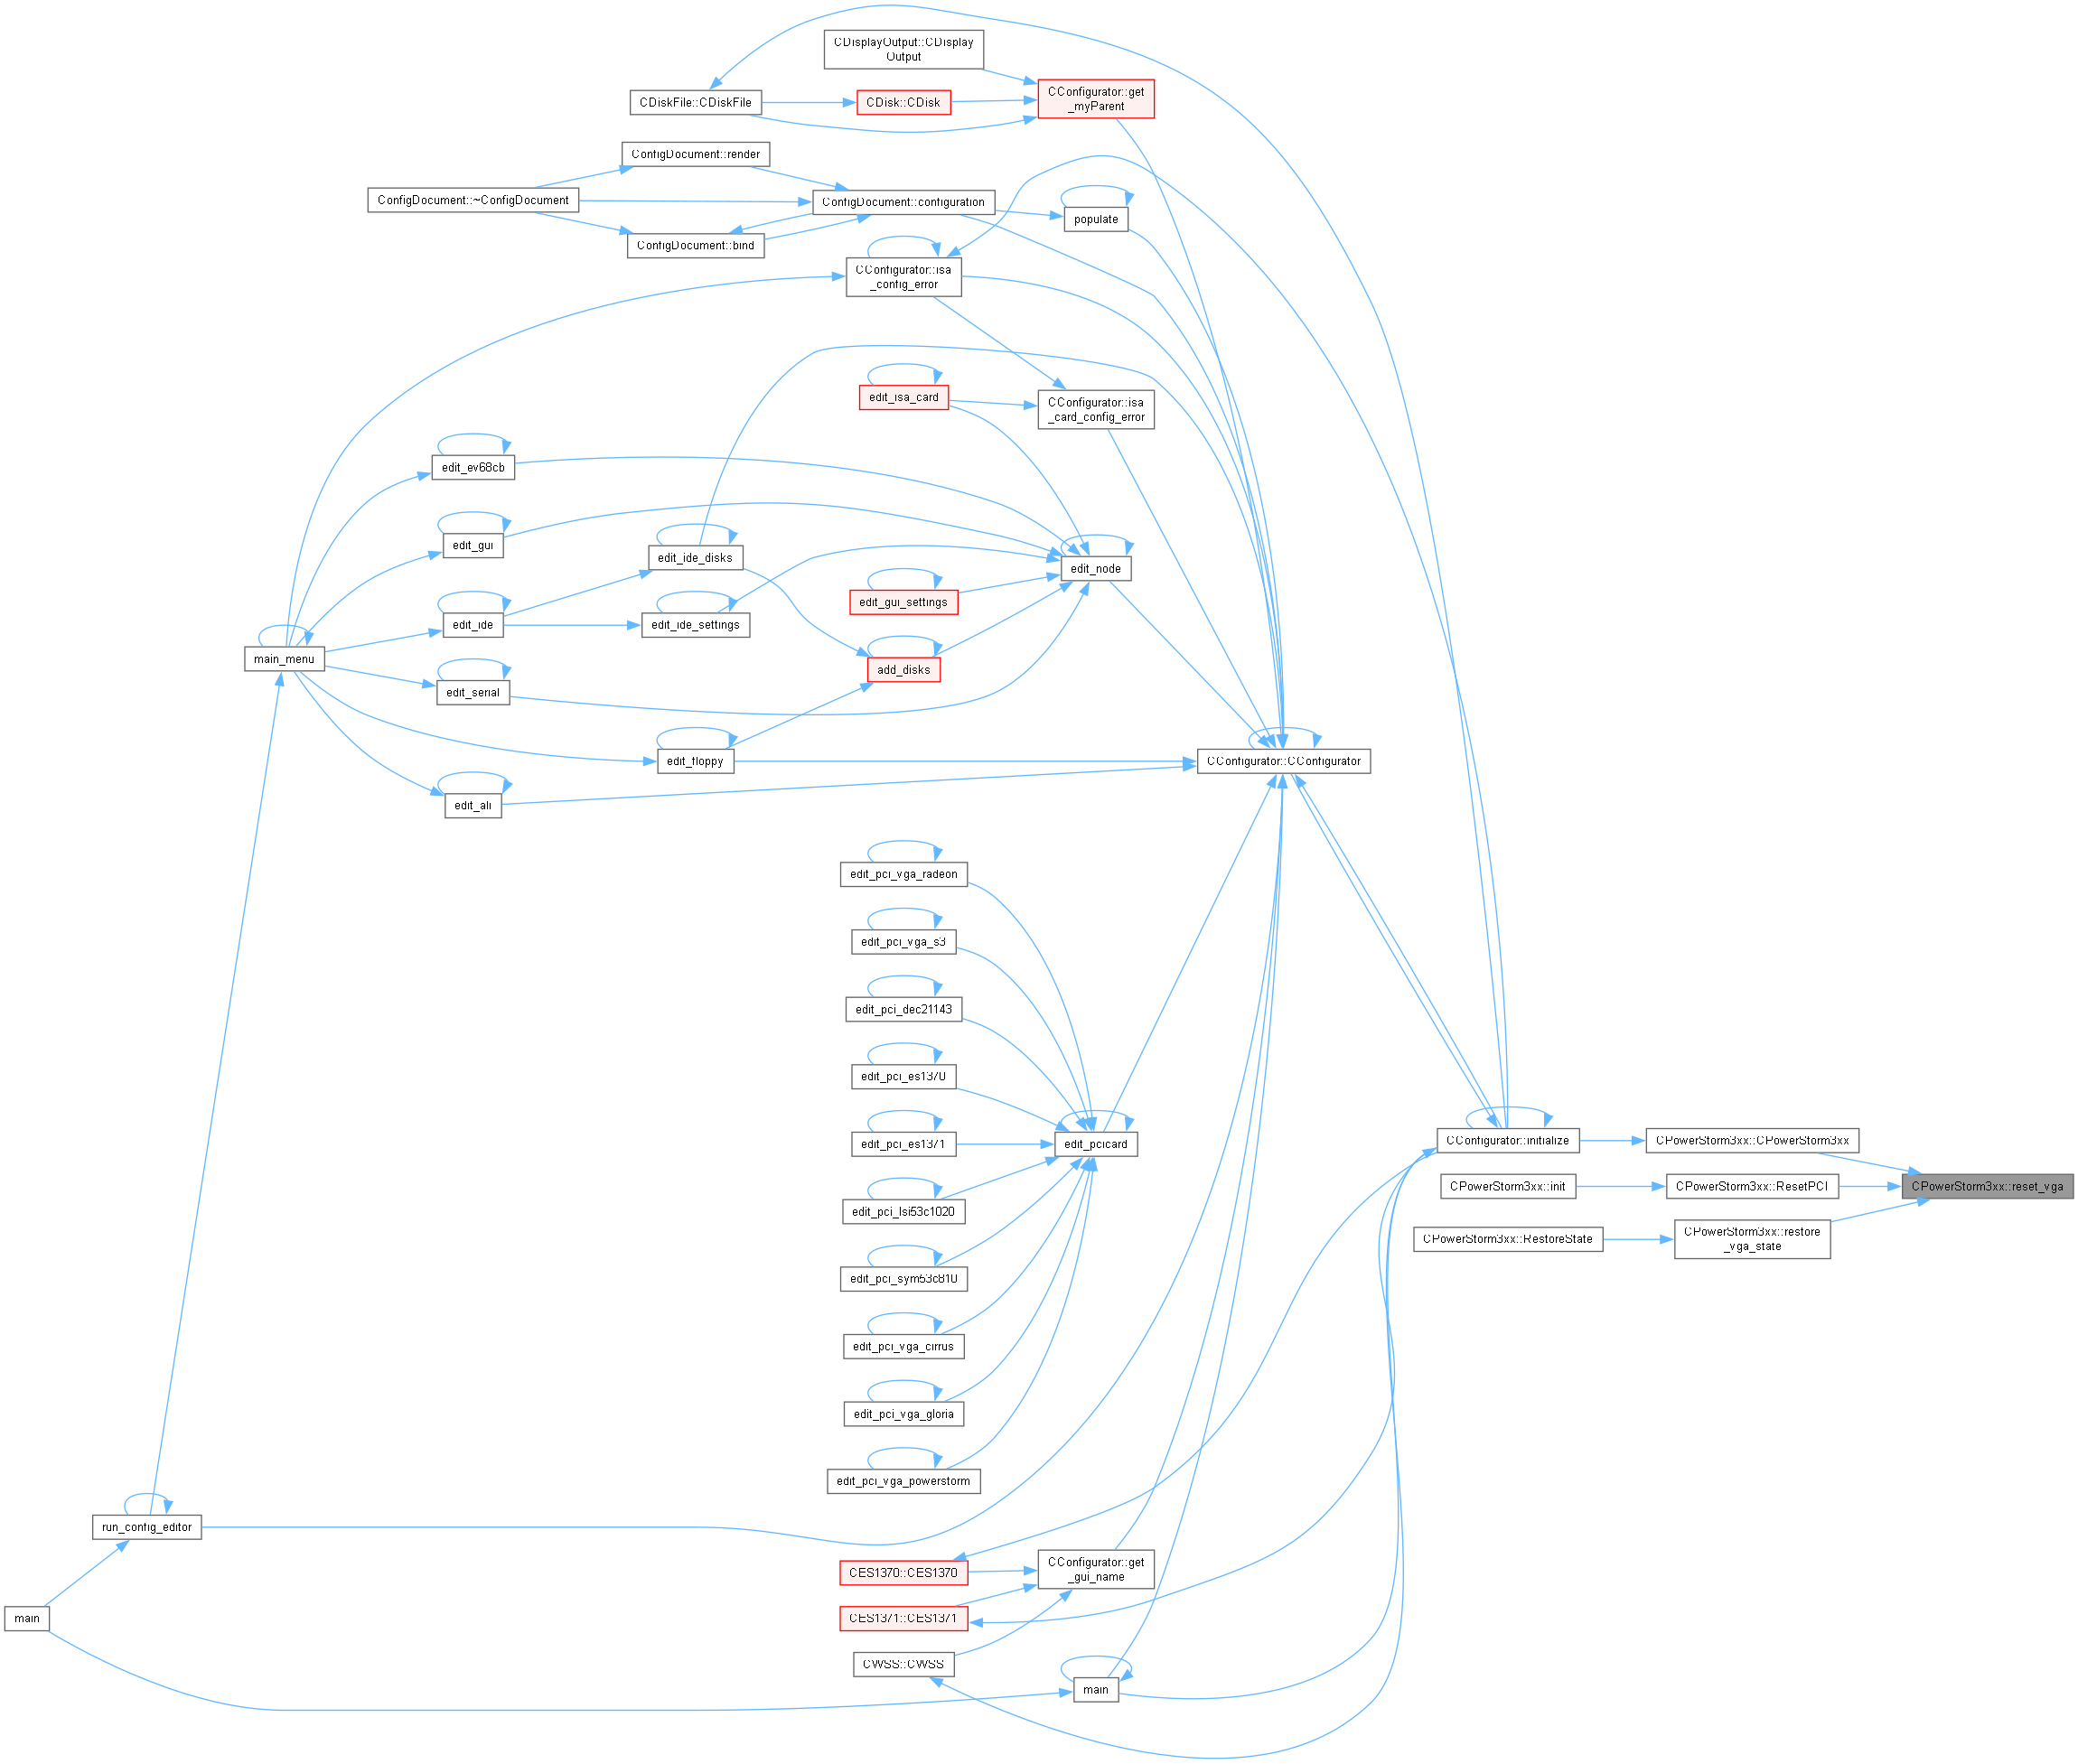 CDisplayOutput::CDisplay
Output
CDiskFile::CDiskFile
CDisk::CDisk
CConfigurator::get
_myParent
ConfigDocument::render
ConfigDocument::~ConfigDocument
ConfigDocument::configuration
populate
ConfigDocument::bind
CConfigurator::isa
_config_error
edit_isa_card
CConfigurator::isa
_card_config_error
edit_ev68cb
edit_gui
edit_ide_disks
edit_node
edit_gui_settings
edit_ide
edit_ide_settings
main_menu
add_disks
edit_serial
edit_floppy
CConfigurator::CConfigurator
edit_ali
edit_pci_vga_radeon
edit_pci_vga_s3
edit_pci_dec21143
edit_pci_es1370
edit_pci_es1371
edit_pcicard
CConfigurator::initialize
CPowerStorm3xx::CPowerStorm3xx
CPowerStorm3xx::init
CPowerStorm3xx::ResetPCI
CPowerStorm3xx::reset_vga
edit_pci_lsi53c1020
CPowerStorm3xx::RestoreState
CPowerStorm3xx::restore
_vga_state
edit_pci_sym53c810
edit_pci_vga_cirrus
edit_pci_vga_gloria
edit_pci_vga_powerstorm
run_config_editor
CES1370::CES1370
CConfigurator::get
_gui_name
main
CES1371::CES1371
CWSS::CWSS
main